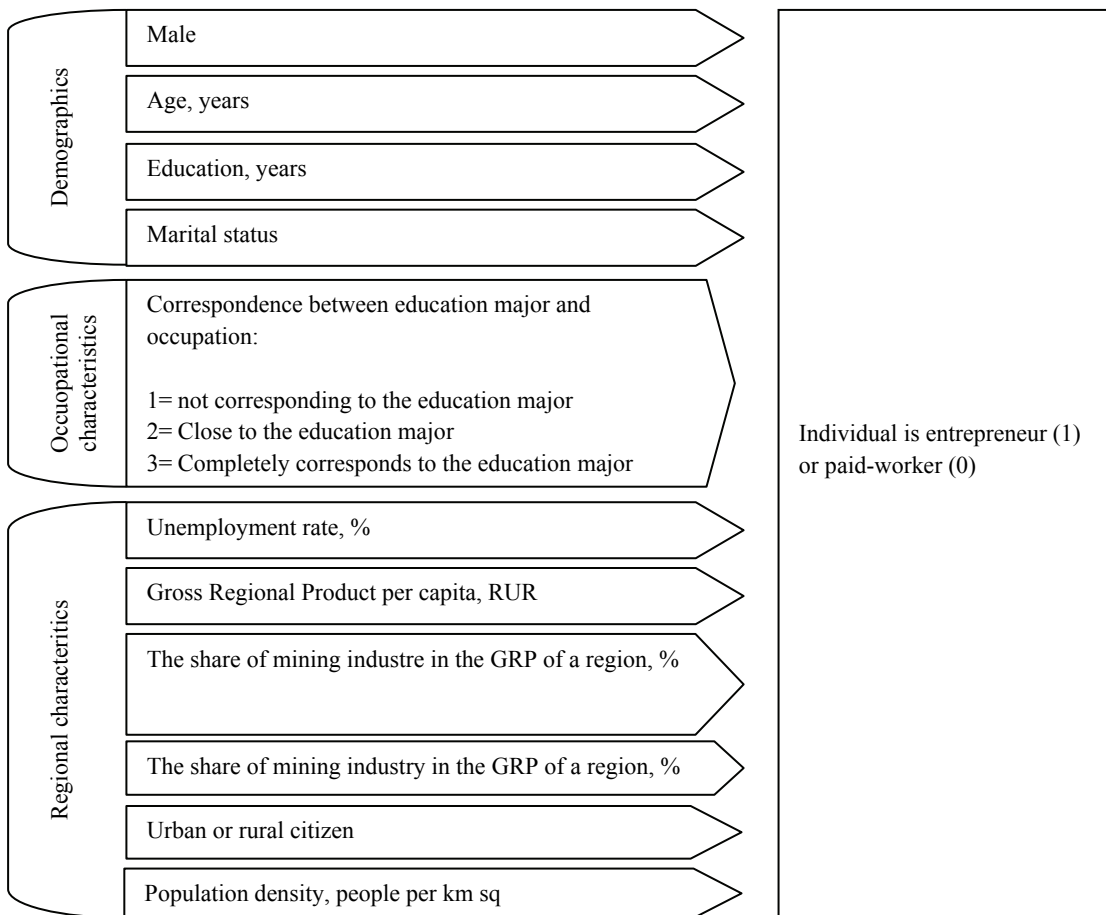 Demographics
Male
Age, years
Education, years
Marital status
Occuopational
characteristics
Correspondence between education major and
occupation:
1= not corresponding to the education major
2= Close to the education major
3= Completely corresponds to the education major
Regional characteritics
Unemployment rate, %
Gross Regional Product per capita, RUR
The share of mining industre in the GRP of a region, %
The share of mining industry in the GRP of a region, %
Urban or rural citizen
Population density, people per km sq
Individual is entrepreneur (1)
or paid-worker (0)